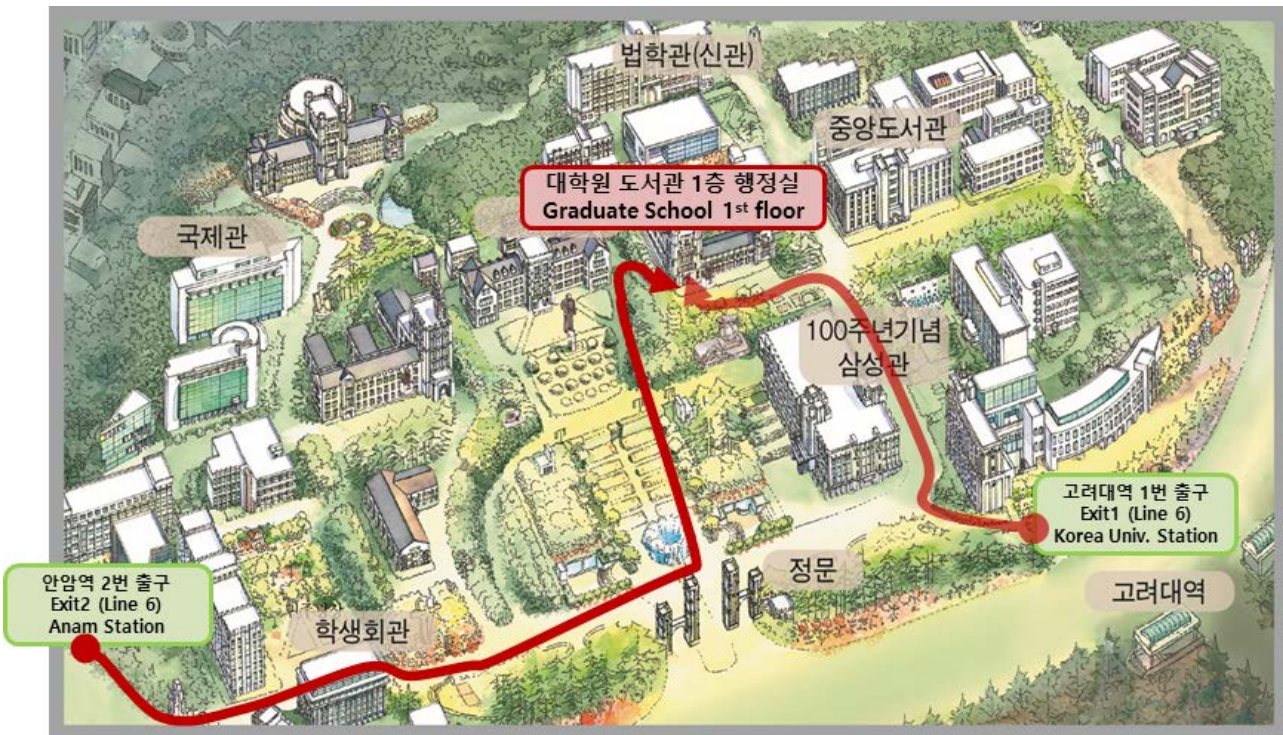 법학관(신관)
중앙도서관
대학원 도서관 1층 행정실
Graduate School 1st floor
국제관
100주년기념
삼성관
고려대역 1번 출구
Exit1 (Line 6)
Korea Univ. Station
정문
고려대역
안암역 2번 출구
Exit2 (Line 6)
Anam Station
학생회관